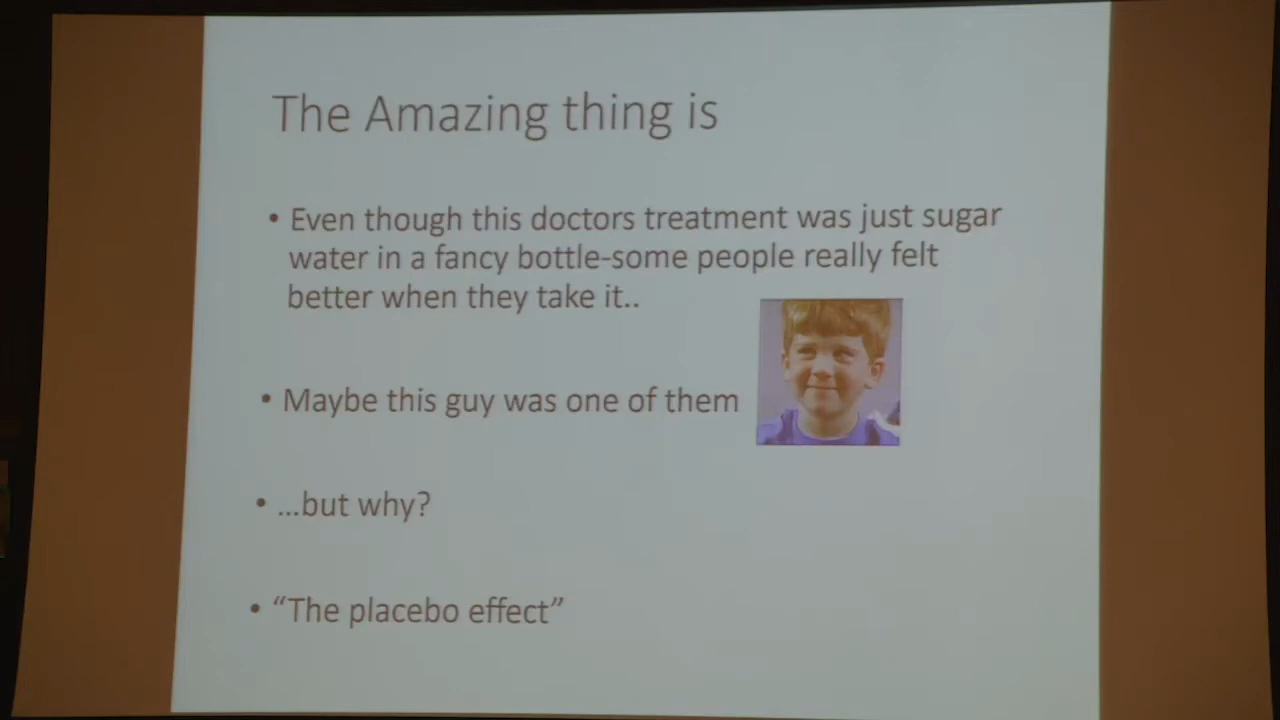 The Amazing thing is
• Even though this doctors treatment was just sugar
water in a fancy bottle-some people really felt
better when they take it..
• Maybe this guy was one of them
• ...but why?
• “The placebo effect”